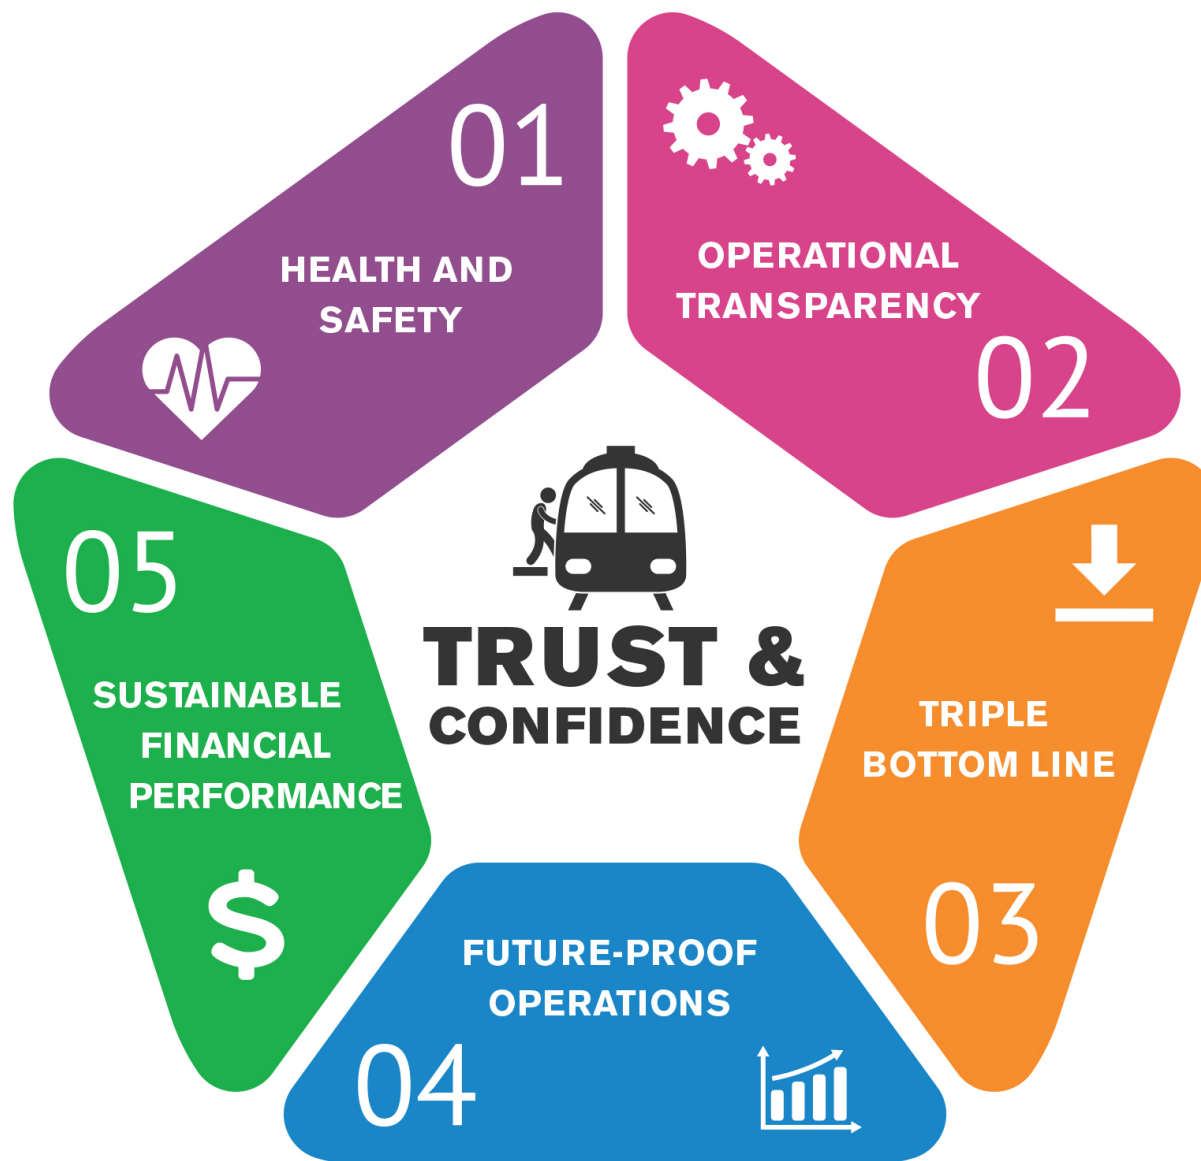 01
HEALTH AND
SAFETY
OPERATIONAL
TRANSPARENCY
02
TRIPLE
BOTTOM LINE
03
FUTURE-PROOF
OPERATIONS
04
05
SUSTAINABLE
FINANCIAL
PERFORMANCE
$
TRUST &
CONFIDENCE